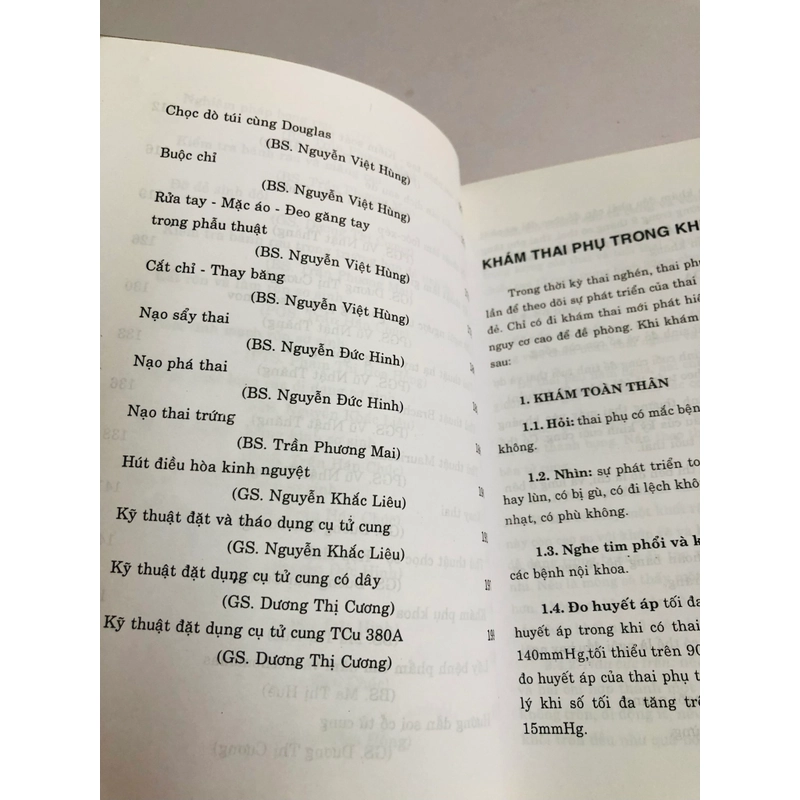 Chọc dò túi cùng Douglas
(BS. Nguyễn Việt Hùng)
Buộc chỉ
(BS. Nguyễn Việt Hùng)
Rửa tay - Mặc áo - Đeo găng tay
trong phẫu thuật
(BS. Nguyễn Việt Hùng)
Cắt chỉ - Thay băng
(BS. Nguyễn Việt Hùng)
Nạo sẩy thai
(BS. Nguyễn Đức Hinh)
Nạo phá thai
(BS. Nguyễn Đức Hinh)
Nạo thai trứng
(BS. Trần Phương Mai)
Hút điều hòa kinh nguyệt
(GS. Nguyễn Khắc Liêu)
Kỹ thuật đặt và tháo dụng cụ tử cung
(GS. Nguyễn Khắc Liêu)
Kỹ thuật đặt dụng cụ tử cung có dây
(GS. Dương Thị Cương)
Kỹ thuật đặt dụng cụ tử cung TCu 380A
(GS. Dương Thị Cương)
KHÁM THAI PHỤ TRONG KH
Trong thời kỳ thai nghén, thai phụ
lần để theo dõi sự phát triển của thai
đẻ. Chỉ có đi khám thai mới phát hiệ
nguy cơ cao để đề phòng. Khi khám
sau:
1. KHÁM TOÀN THÂN
1.1. Hỏi: thai phụ có mắc bện
không.
1.2. Nhìn: sự phát triển to
hay lùn, có bị gù, có đi lệch khô
nhạt, có phù không.
1.3. Nghe tim phổi và k
các bệnh nội khoa.
1.4. Đo huyết áp tối đa
huyết áp trong khi có thai
140mmHg,tối thiểu trên 90
đo huyết áp của thai phụ t
lý khi số tối đa tăng trê
15mmHg.